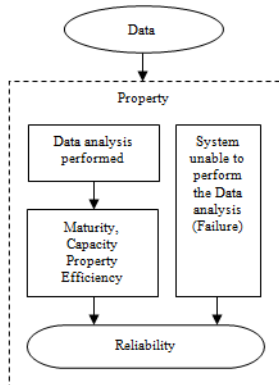 Data
Property
Data analysis
performed
System
unable to
perform
the Data
analysis
(Failure)
Maturity,
Capacity
Property
Efficiency
Reliability